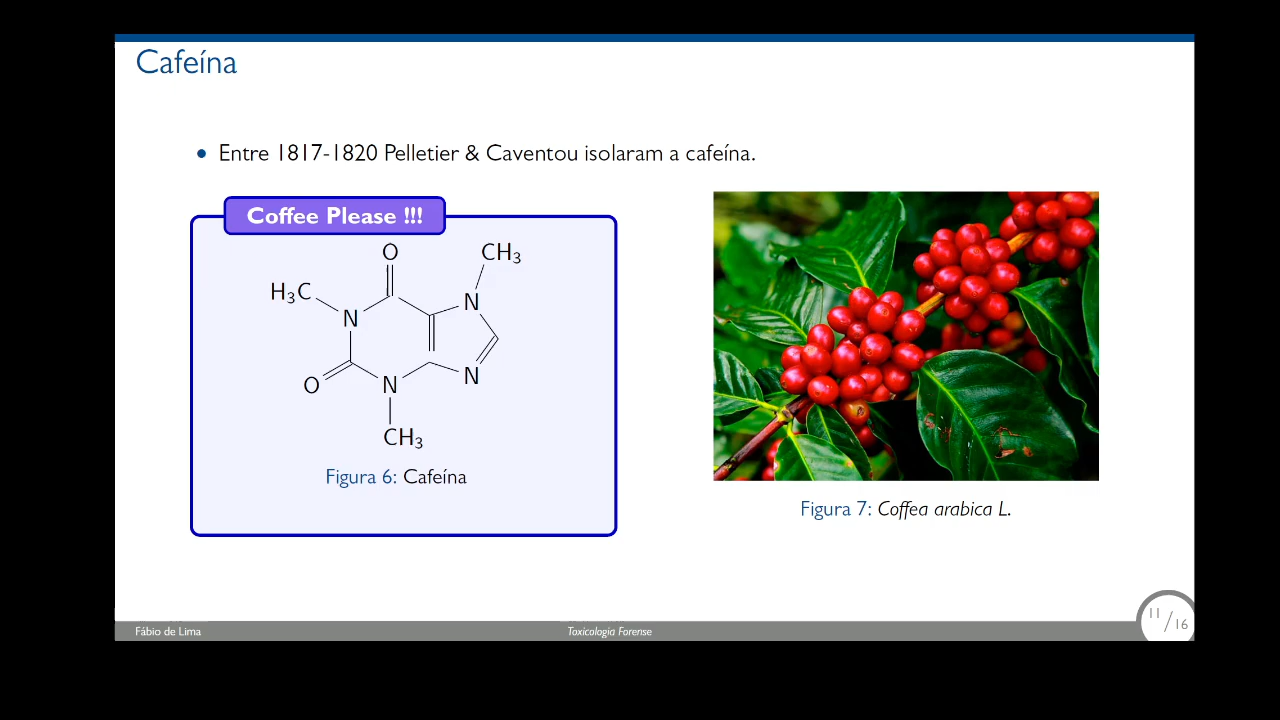 Cafeína
• Entre 1817-1820 Pelletier & Caventou isolaram a cafeína.
Coffee Please !!!
O
CH₃
H₃C
N
N
O
N
N
CH₃
Figura 6: Cafeína
Figura 7: Coffea arabica L.
Fábio de Lima
Toxicologia Forense
11/16